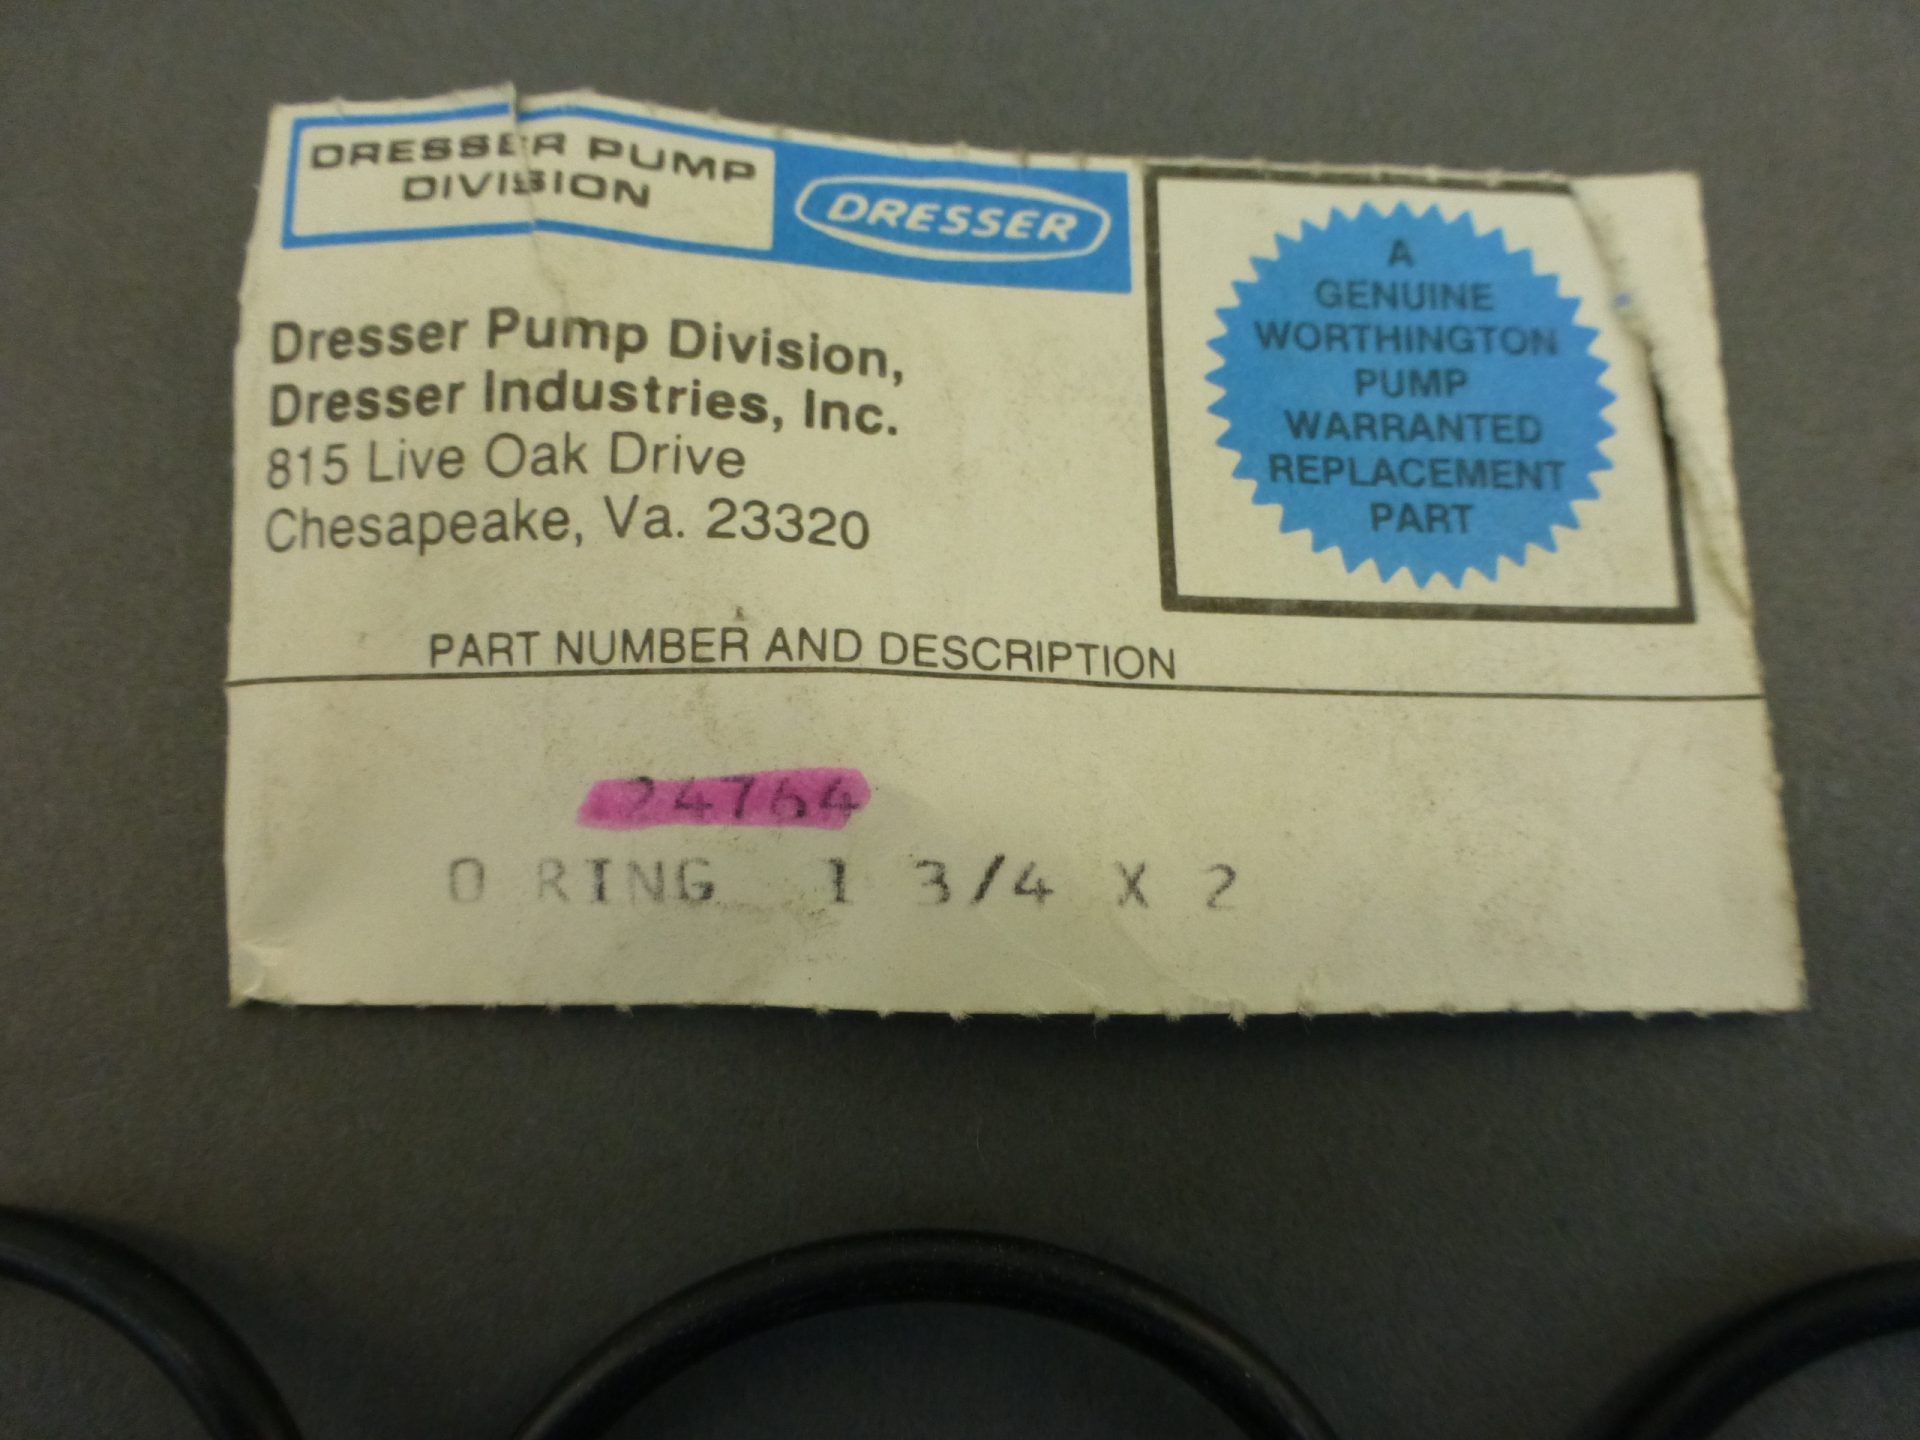 DRESSER PUMP
DIVISION
DRESSER
Dresser Pump Division,
Dresser Industries, Inc.
815 Live Oak Drive
Chesapeake, Va. 23320
A
GENUINE
WORTHINGTON
PUMP
WARRANTED
REPLACEMENT
PART
PART NUMBER AND DESCRIPTION
24764
O RING 1 3/4 X 2